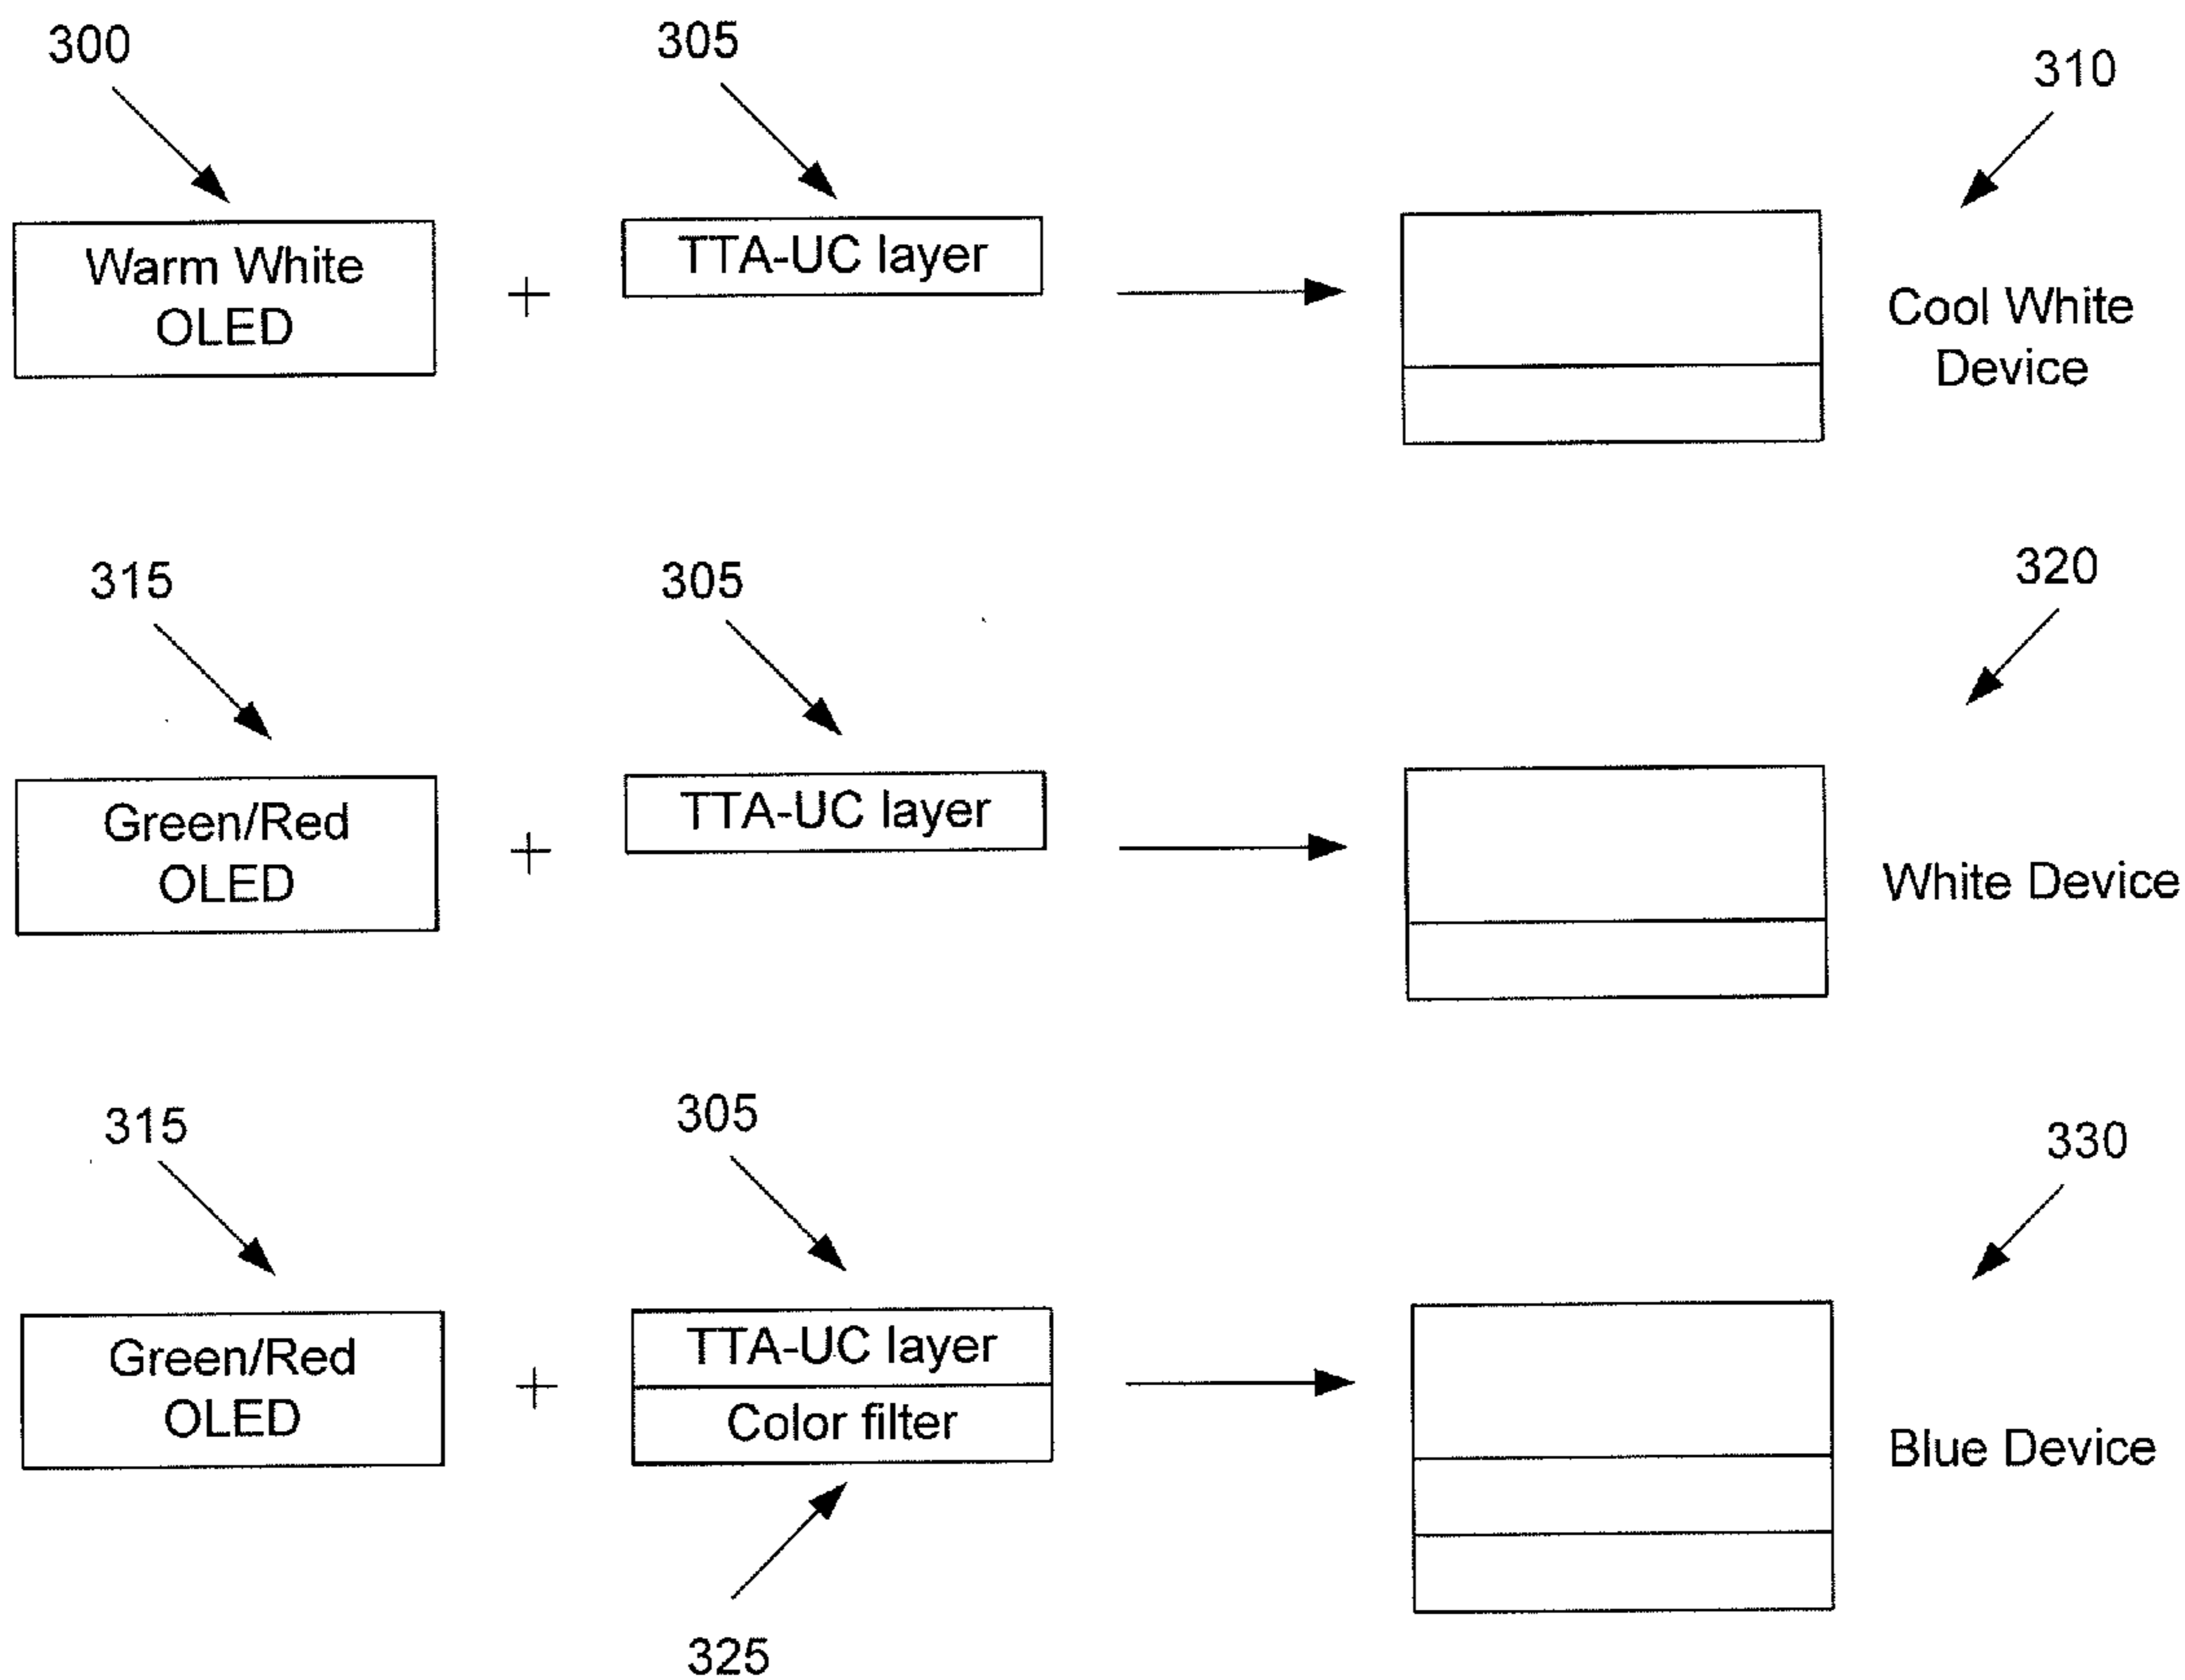 300
305
310
Warm White
OLED
+
TTA-UC layer
Cool White
Device
315
305
320
Green/Red
OLED
+
TTA-UC layer
White Device
315
305
330
Green/Red
OLED
+
TTA-UC layer
Color filter
Blue Device
325